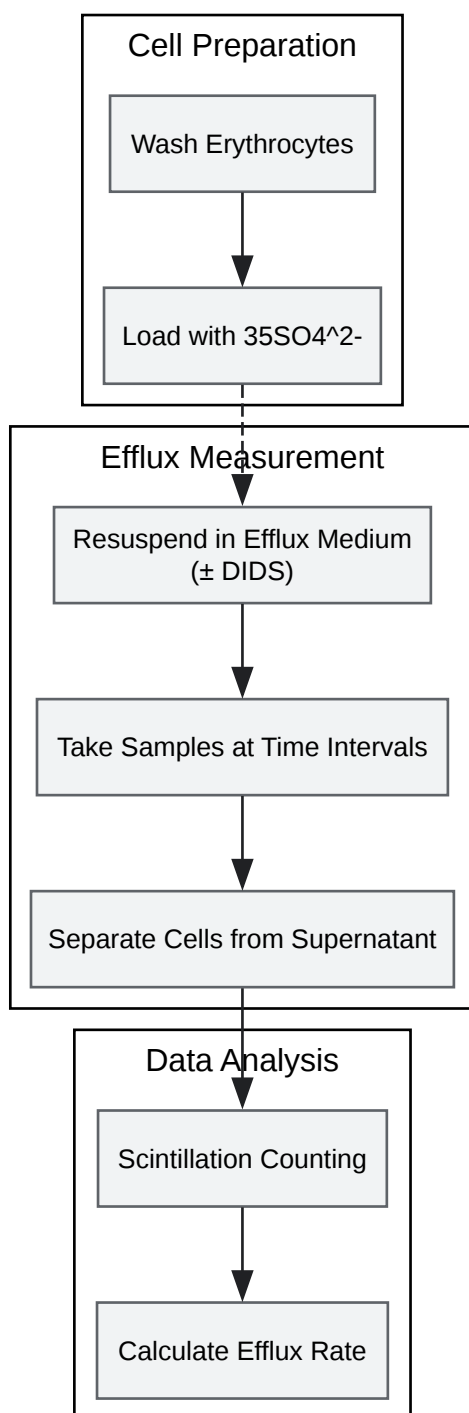 Cell Preparation
Wash Erythrocytes
Load with 35SO4^2-
Efflux Measurement
Resuspend in Efflux Medium
(± DIDS)
Take Samples at Time Intervals
Separate Cells from Supernatant
Data Analysis
Scintillation Counting
Calculate Efflux Rate